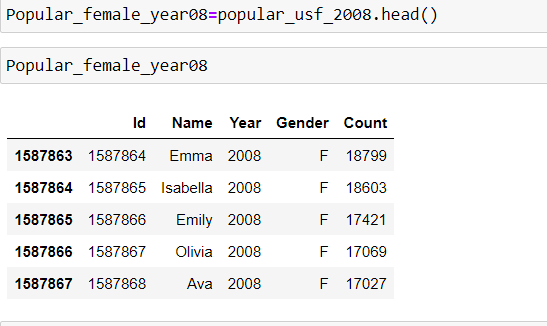 Popular_female_year08=popular_usf_2008.head()
Popular_female_year08
Id Name Year Gender Count
1587863 1587864 Emma 2008 F 18799
1587864 1587865 Isabella 2008 F 18603
1587865 1587866 Emily 2008 F 17421
1587866 1587867 Olivia 2008 F 17069
1587867 1587868 Ava 2008 F 17027